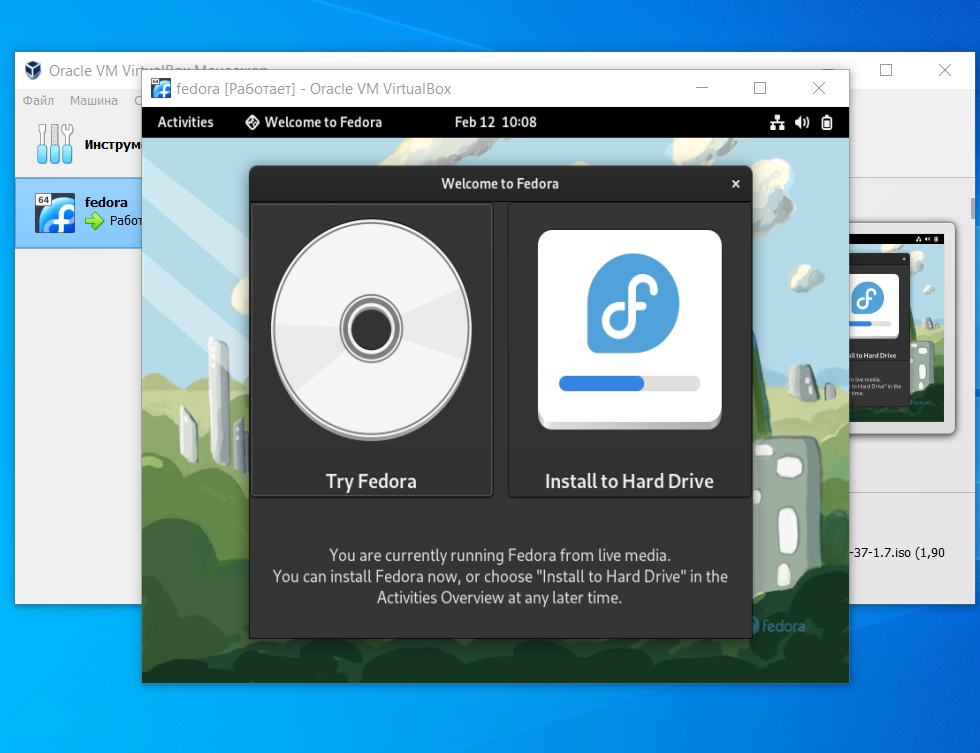 Oracle VM VirtualBox Менеджер
Файл Машина
Инструм
64
fedora
Работ
fedora [Работает] - Oracle VM VirtualBox
Activities Welcome to Fedora Feb 12 10:08
Welcome to Fedora
Try Fedora
Install to Hard Drive
You are currently running Fedora from live media.
You can install Fedora now, or choose "Install to Hard Drive" in the
Activities Overview at any later time.
fedora
ll to Hard Drive
m live media.
to Hard Drive" in the
time.
-37-1.7.iso (1,90